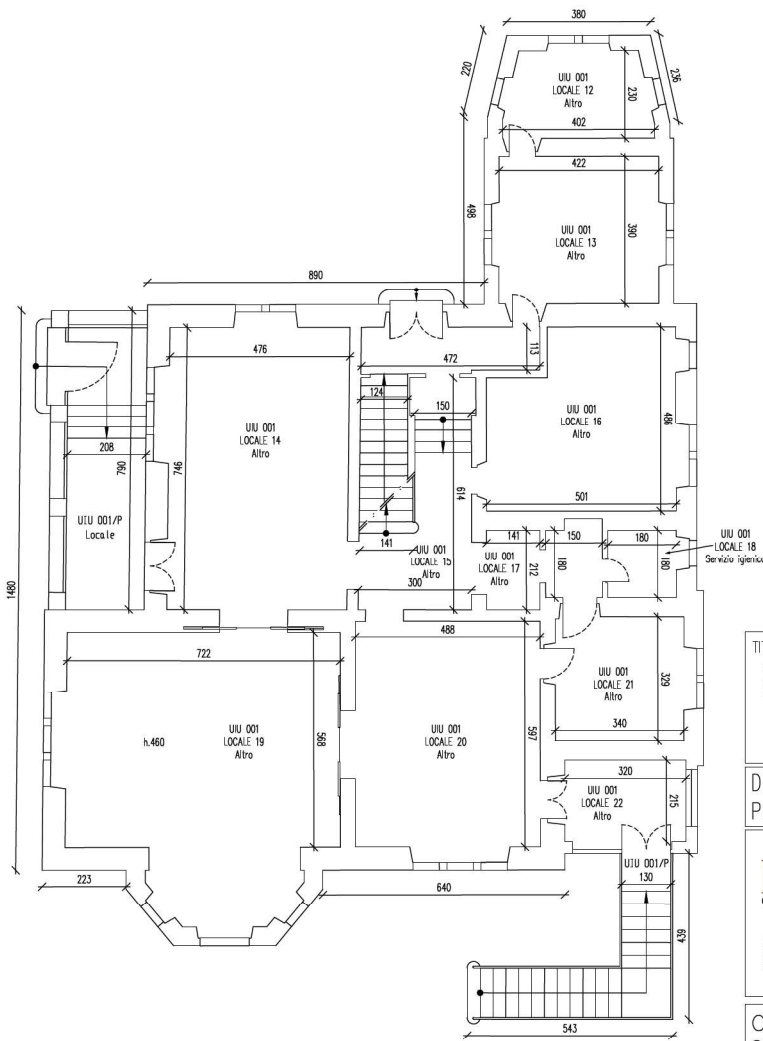 380
220
236
UIU 001
LOCALE 12
Altro
230
402
422
498
UIU 001
LOCALE 13
Altro
390
890
476
472
113
124
150
UIU 001
LOCALE 14
Altro
UIU 001
LOCALE 16
Altro
486
208
790
746
614
501
UIU 001/P
Locale
1480
141
UIU 001
LOCALE 15
Altro
300
141
UIU 001
LOCALE 17
Altro
212
150
180
180
180
UIU 001
LOCALE 18
Servizio igienico
722
488
UIU 001
LOCALE 21
Altro
329
340
h.460
UIU 001
LOCALE 19
Altro
568
UIU 001
LOCALE 20
Altro
597
320
UIU 001
LOCALE 22
Altro
215
UIU 001/P
130
223
640
439
543
D
P